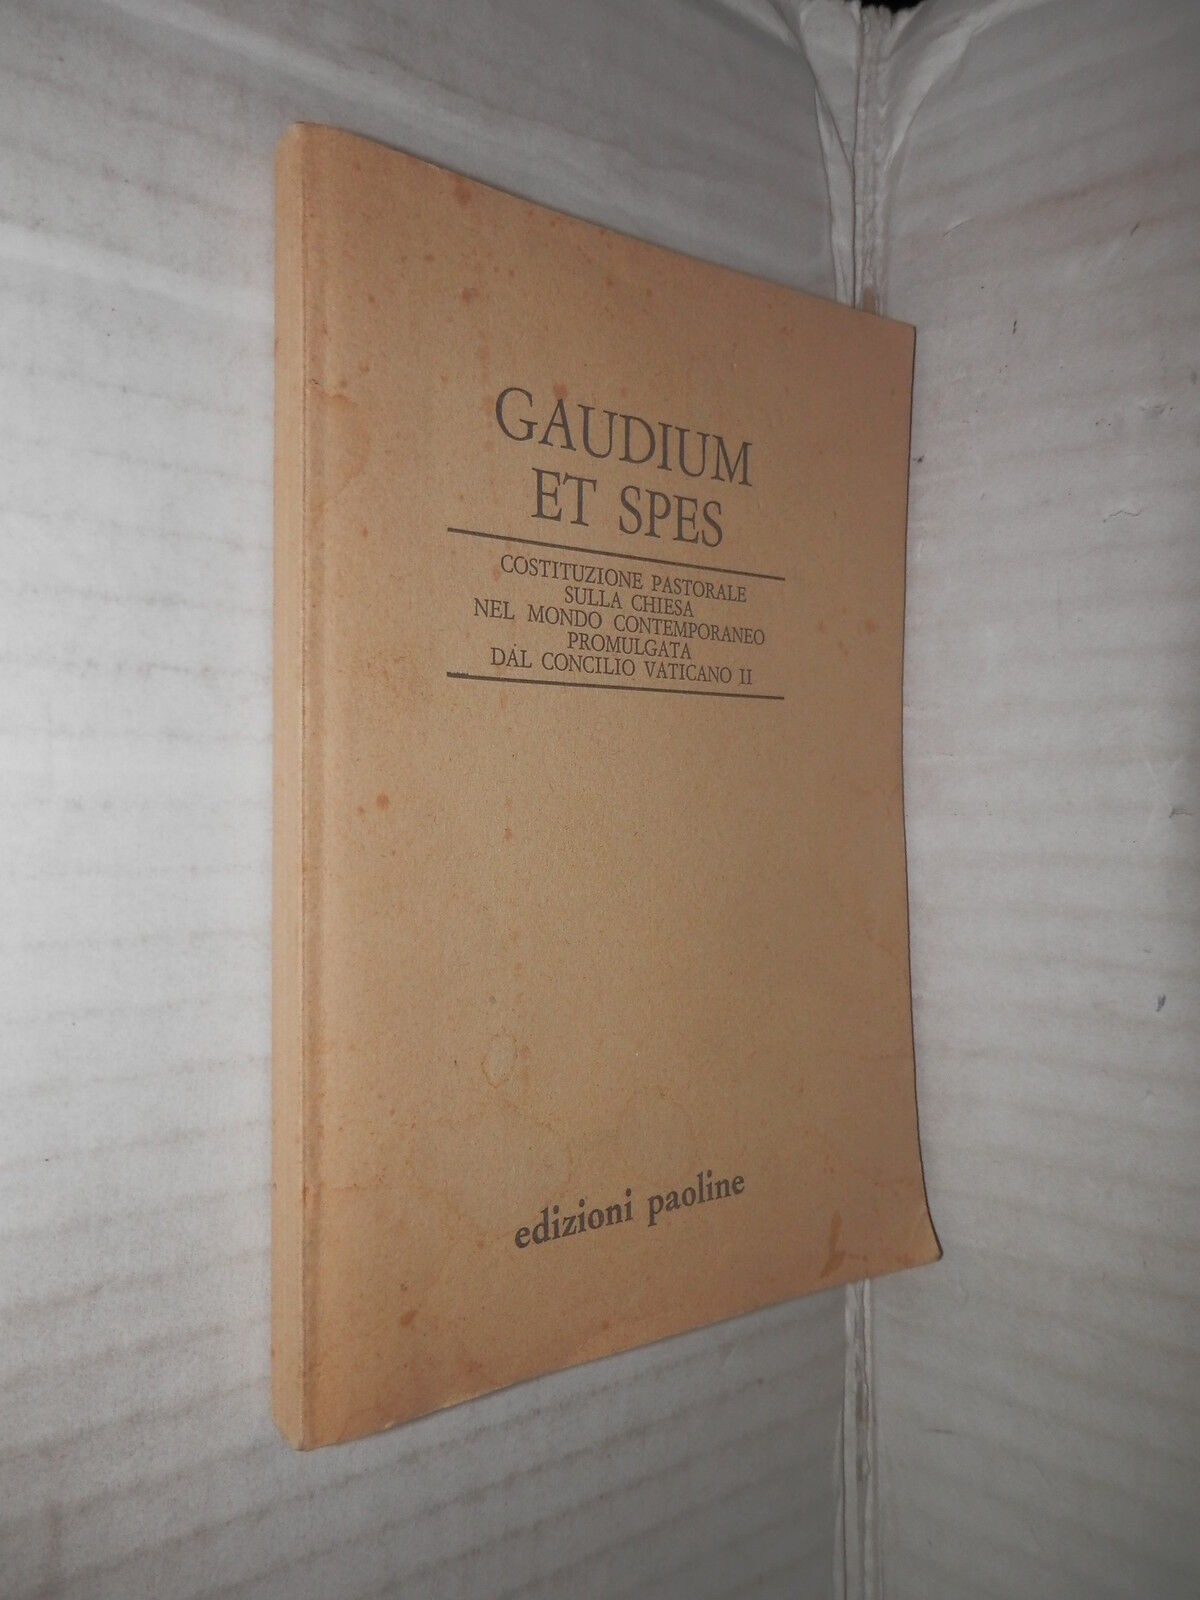 GAUDIUM
ET SPES
COSTITUZIONE PASTORALE
SULLA CHIESA
NEL MONDO CONTEMPORANEO
PROMULGATA
DAL CONCILIO VATICANO II
edizioni paoline